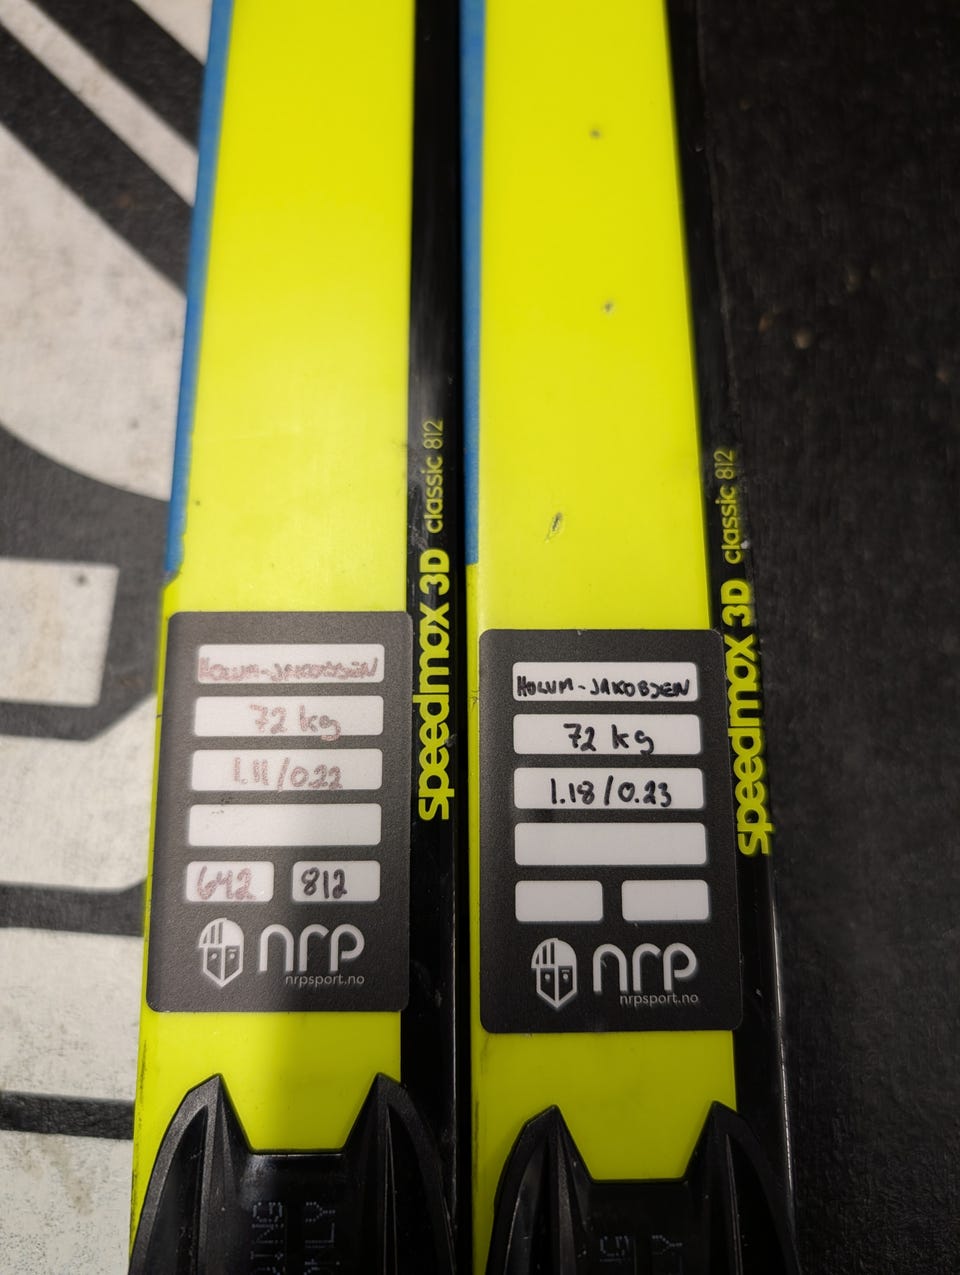 speedmax 3D classic 812
HOLUM-JAKOBSEN
72 kg
1.11/0.22
642 812
nrp
nrpsport.no
speedmax 3D classic 812
HOLUM-JAKOBSEN
72 kg
1.18/0.23
nrp
nrpsport.no